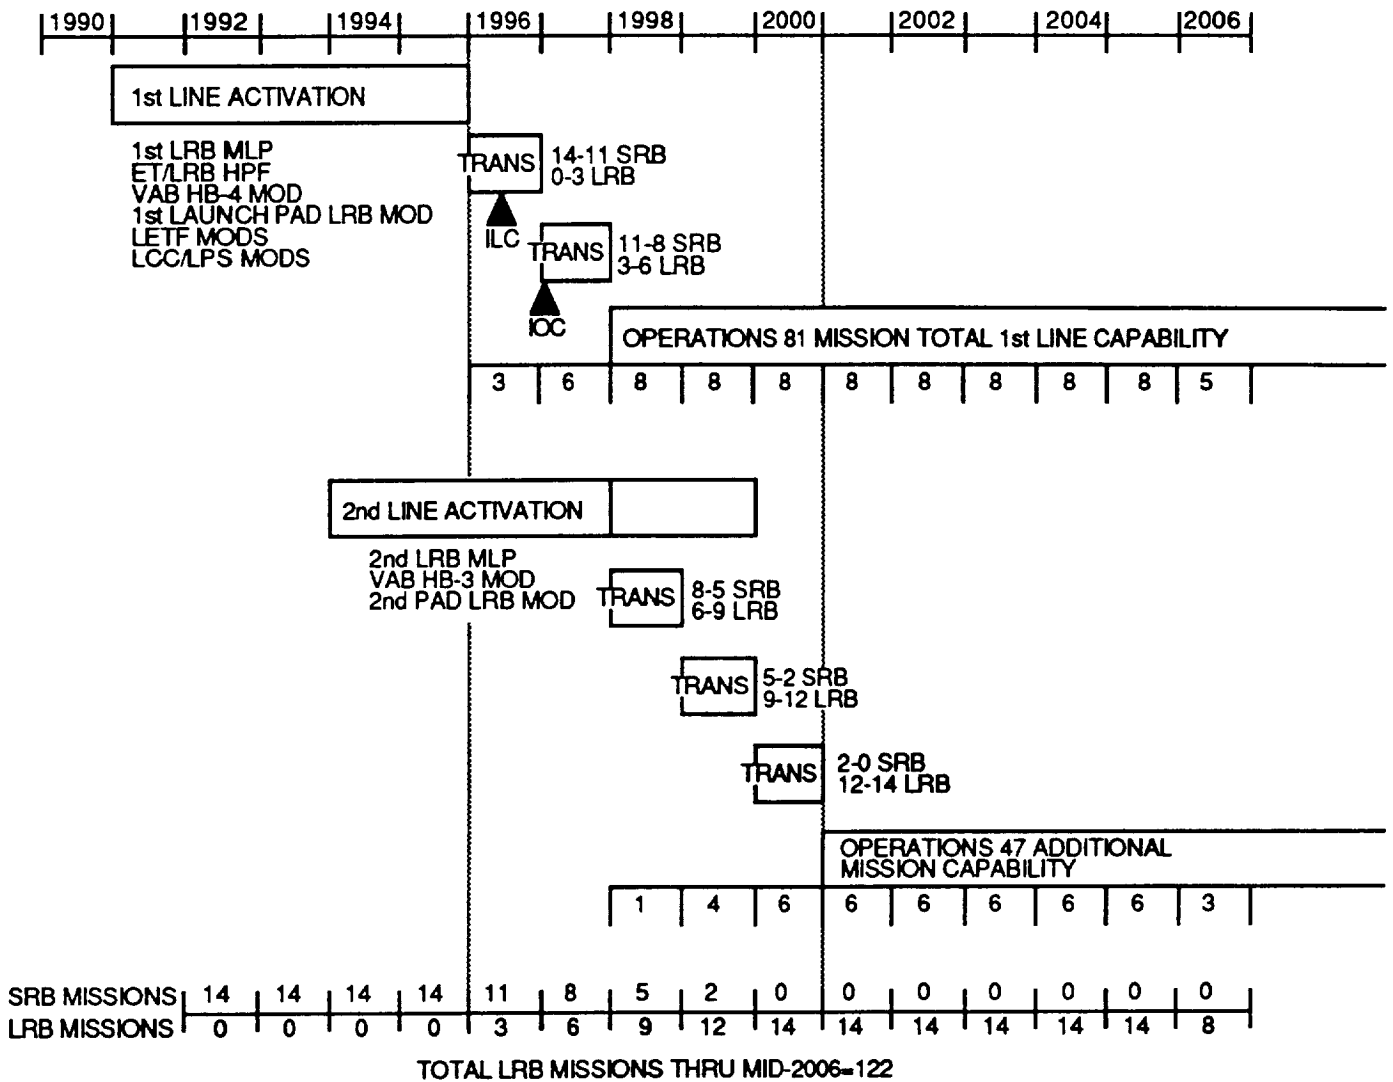 1990 1992 1994 1996 1998 2000 2002 2004 2006
1st LINE ACTIVATION
1st LRB MLP
ET/LRB HPF
VAB HB-4 MOD
1st LAUNCH PAD LRB MOD
LETF MODS
LCC/LPS MODS
TRANS
14-11 SRB
0-3 LRB
ILC
TRANS
11-8 SRB
3-6 LRB
IOC
OPERATIONS 81 MISSION TOTAL 1st LINE CAPABILITY
3 6 8 8 8 8 8 8 8 8 5
2nd LINE ACTIVATION
2nd LRB MLP
VAB HB-3 MOD
2nd PAD LRB MOD
TRANS
8-5 SRB
6-9 LRB
TRANS
5-2 SRB
9-12 LRB
TRANS
2-0 SRB
12-14 LRB
OPERATIONS 47 ADDITIONAL
MISSION CAPABILITY
1 4 6 6 6 6 6 6 3
SRB MISSIONS 14 14 14 14 11 8 5 2 0 0 0 0 0 0 0
LRB MISSIONS 0 0 0 0 3 6 9 12 14 14 14 14 14 14 8
TOTAL LRB MISSIONS THRU MID-2006=122